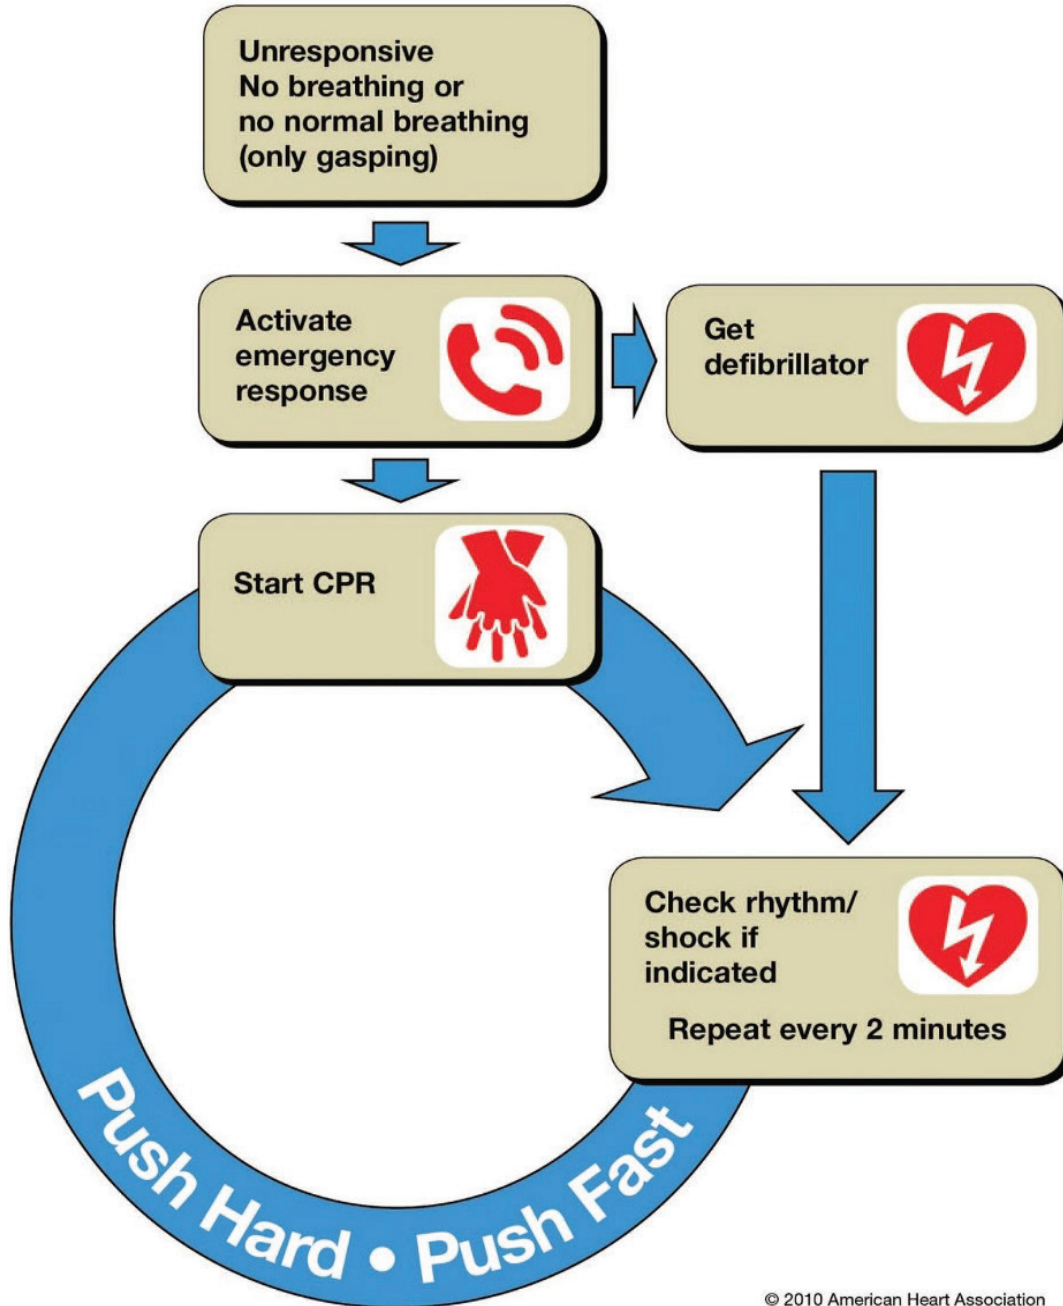 Unresponsive
No breathing or
no normal breathing
(only gasping)
Activate
emergency
response
Get
defibrillator
Start CPR
Check rhythm/
shock if
indicated
Repeat every 2 minutes
Push Hard • Push Fast
© 2010 American Heart Association